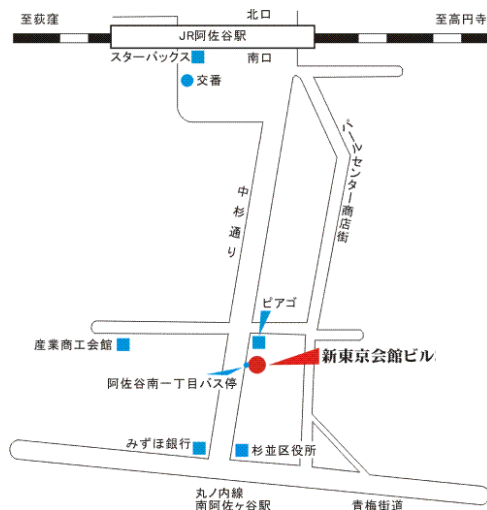 至荻窪
北口
至高円寺
JR阿佐谷駅
スターバックス
南口
交番
パールセンター商店街
中杉通り
ピアゴ
産業商工会館
新東京会館ビル
阿佐谷南一丁目バス停
みずほ銀行
杉並区役所
丸ノ内線
南阿佐ヶ谷駅
青梅街道